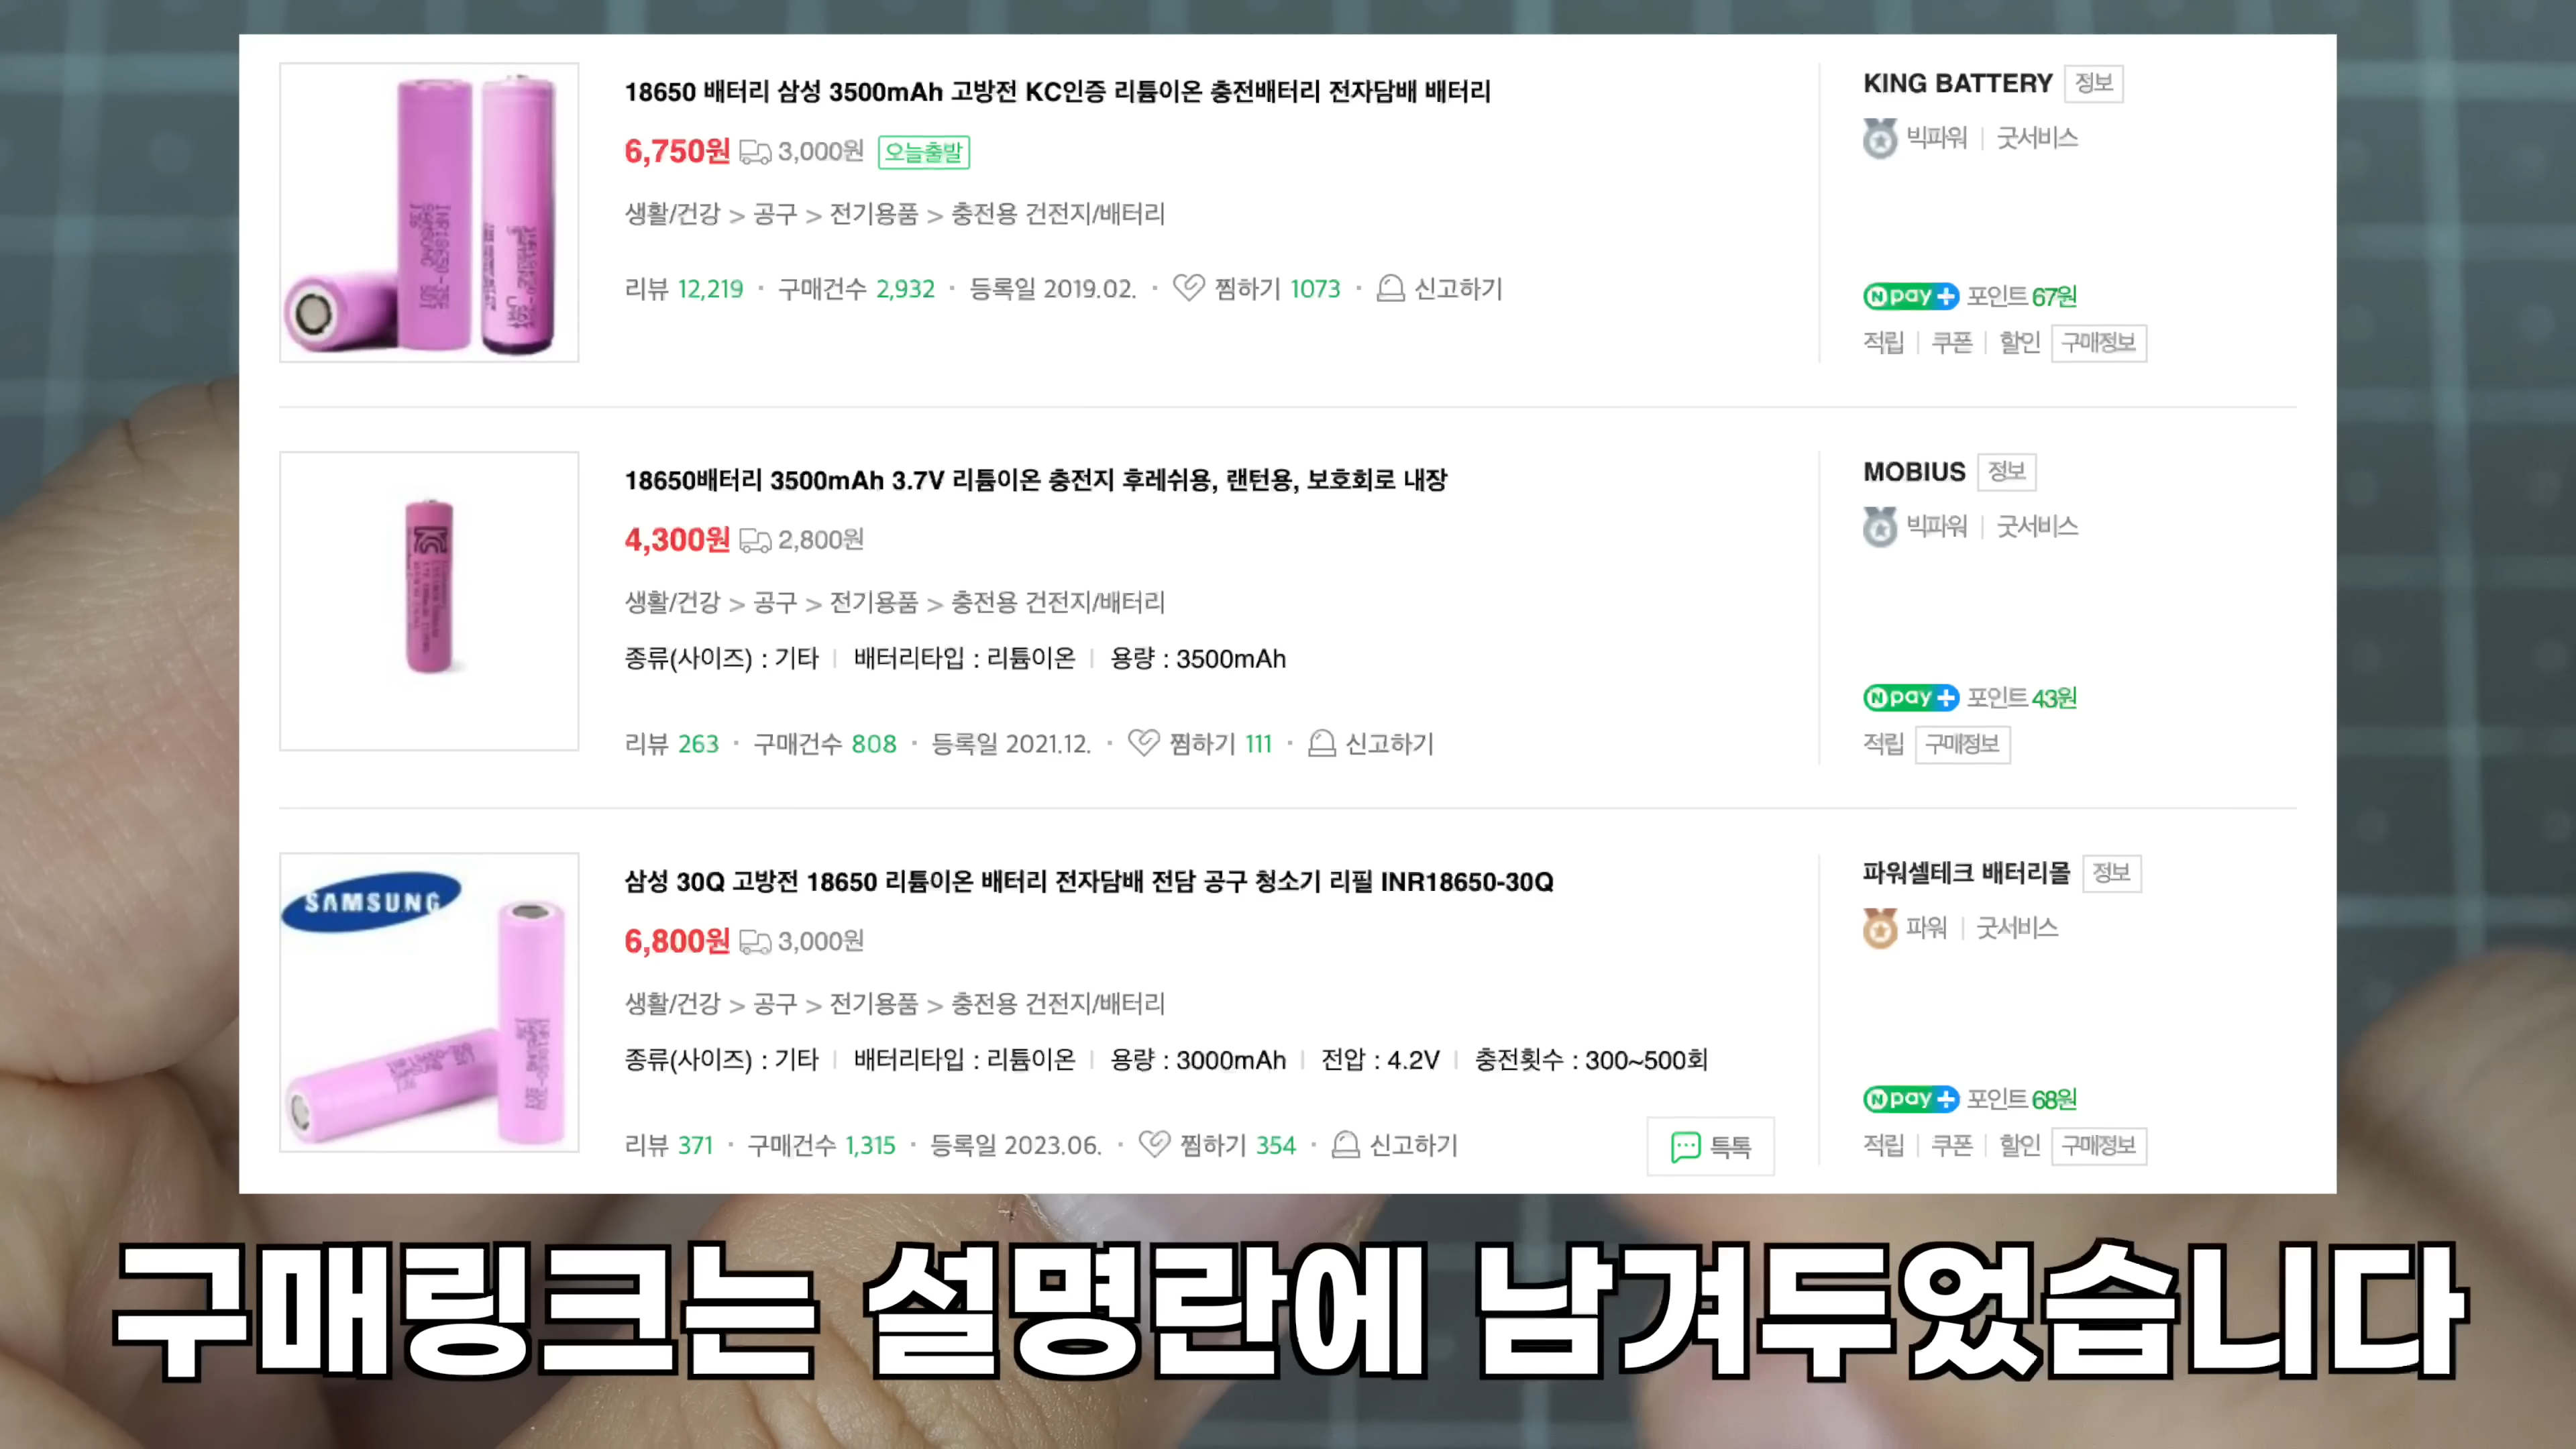 18650 배터리 삼성 3500mAh 고방전 KC인증 리튬이온 충전배터리 전자담배 배터리
6,750원 3,000원 오늘출발
생활/건강 > 공구 > 전기용품 > 충전용 건전지/배터리
리뷰 12,219 · 구매건수 2,932 · 등록일 2019.02. · 찜하기 1073 · 신고하기
KING BATTERY 정보
빅파워 | 굿서비스
N pay + 포인트 67원
적립 | 쿠폰 | 할인 구매정보
18650배터리 3500mAh 3.7V 리튬이온 충전지 후레쉬용, 랜턴용, 보호회로 내장
4,300원 2,800원
생활/건강 > 공구 > 전기용품 > 충전용 건전지/배터리
종류(사이즈) : 기타 | 배터리타입 : 리튬이온 | 용량 : 3500mAh
리뷰 263 · 구매건수 808 · 등록일 2021.12. · 찜하기 111 · 신고하기
MOBIUS 정보
빅파워 | 굿서비스
N pay + 포인트 43원
적립 구매정보
SAMSUNG
삼성 30Q 고방전 18650 리튬이온 배터리 전자담배 전담 공구 청소기 리필 INR18650-30Q
6,800원 3,000원
생활/건강 > 공구 > 전기용품 > 충전용 건전지/배터리
종류(사이즈) : 기타 | 배터리타입 : 리튬이온 | 용량 : 3000mAh | 전압 : 4.2V | 충전횟수 : 300~500회
리뷰 371 · 구매건수 1,315 · 등록일 2023.06. · 찜하기 354 · 신고하기
톡톡
파워셀테크 배터리몰 정보
파워 | 굿서비스
N pay + 포인트 68원
적립 | 쿠폰 | 할인 구매정보
구매링크는 설명란에 남겨두었습니다